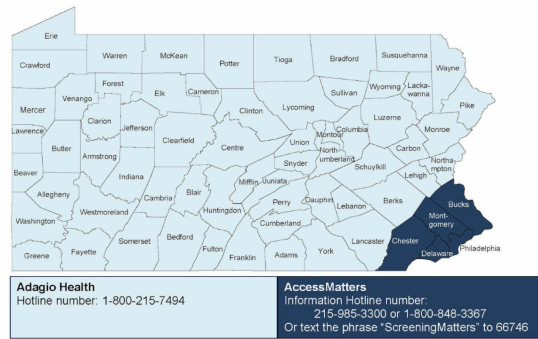 Erie
Crawford
Warren
McKean
Potter
Tioga
Bradford
Susquehanna
Wayne
Forest
Elk
Cameron
Sullivan
Wyoming
Lacka-
wanna
Venango
Mercer
Clarion
Jefferson
Clinton
Lycoming
Luzerne
Pike
Lawrence
Butler
Armstrong
Clearfield
Centre
Union
Montour
Columbia
Monroe
Carbon
North-
umberland
Snyder
Schuylkill
Northa
mpton
Lehigh
Beaver
Allegheny
Indiana
Cambria
Blair
Huntingdon
Mifflin
Juniata
Perry
Dauphin
Lebanon
Berks
Bucks
Mont-
gomery
Washington
Westmoreland
Cumberland
Lancaster
Chester
Delaware
Philadelphia
Greene
Fayette
Somerset
Bedford
Fulton
Franklin
Adams
York
Adagio Health
Hotline number: 1-800-215-7494
AccessMatters
Information Hotline number:
215-985-3300 or 1-800-848-3367
Or text the phrase "ScreeningMatters" to 66746